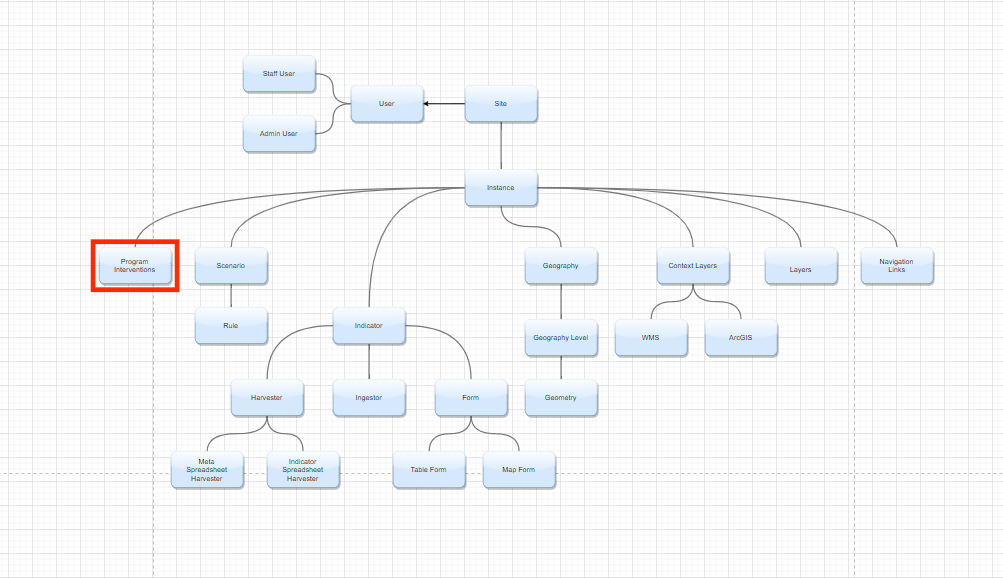 Staff User
User
Site
Admin User
Instance
Program
Interventions
Scenario
Geography
Context Layers
Layers
Navigation
Links
Rule
Indicator
Geography Level
WMS
ArcGIS
Harvester
Ingestor
Form
Geometry
Meta
Spreadsheet
Harvester
Indicator
Spreadsheet
Harvester
Table Form
Map Form